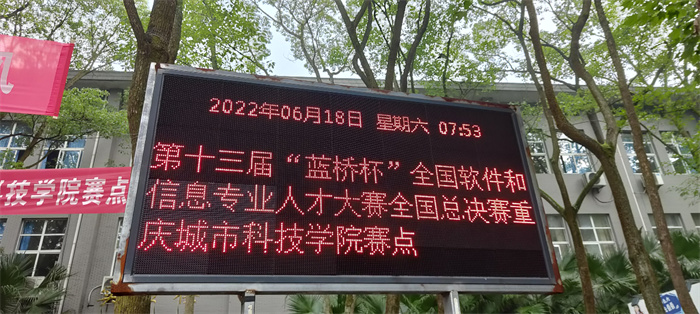 2022年06月18日 星期六 07:53
第十三届“蓝桥杯”全国软件和
信息专业人才大赛全国总决赛重
庆城市科技学院赛点
科技学院赛点